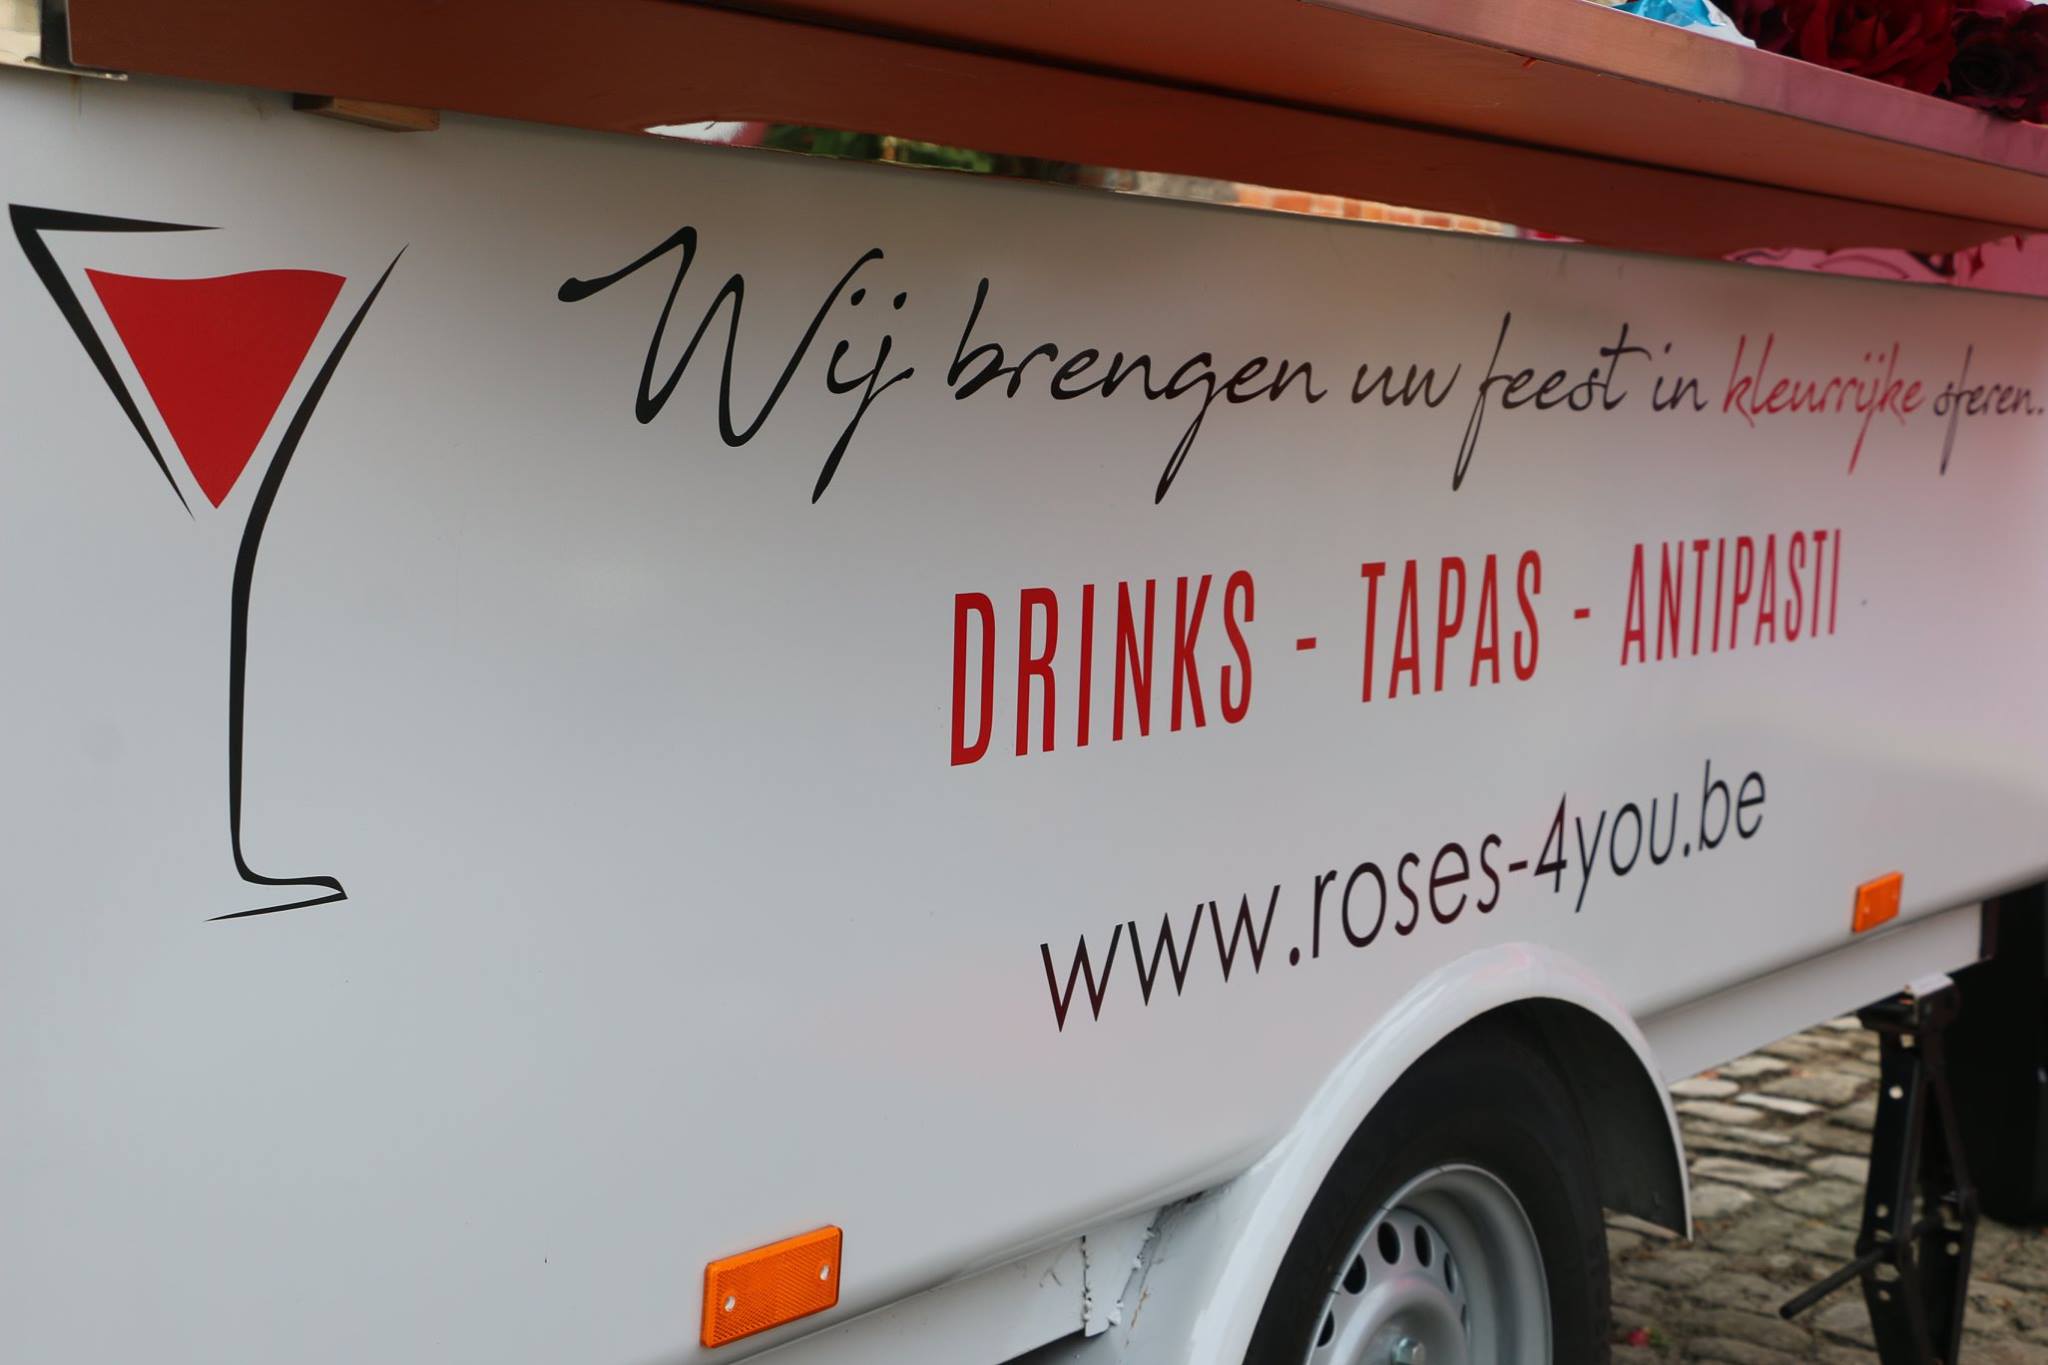 Wij brengen uw feest in kleurrijke sferen.
DRINKS - TAPAS - ANTIPASTI
www.roses-4you.be